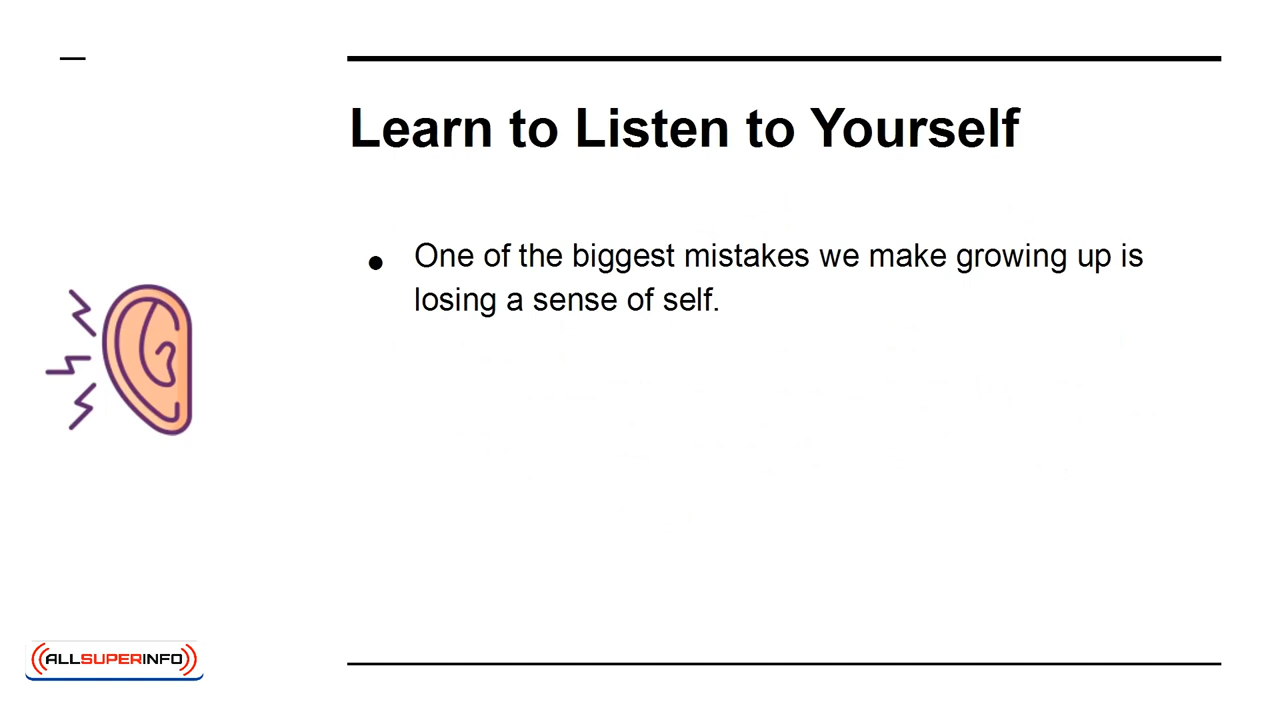 Learn to Listen to Yourself
● One of the biggest mistakes we make growing up is
losing a sense of self.
ALLSUPERINFO